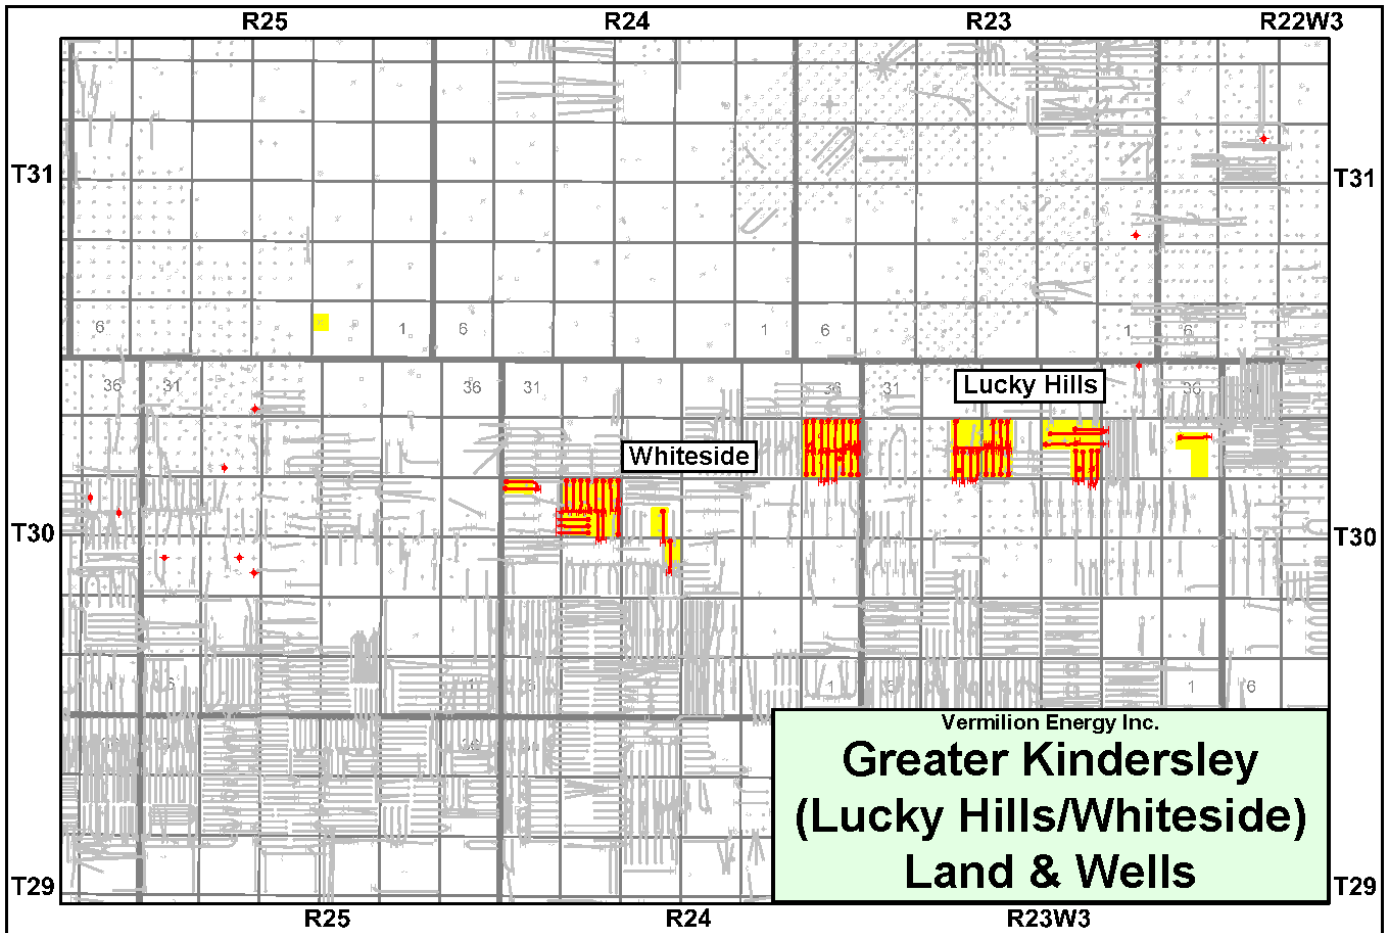 R25 R24 R23 R22W3
T31 T31
6 1 6 1 6 1 6
36 31 36 31 36 31 36
Lucky Hills
Whiteside
T30 T30
1 6
1 6
Vermilion Energy Inc.
Greater Kindersley
(Lucky Hills/Whiteside)
Land & Wells
T29 T29
R25 R24 R23W3